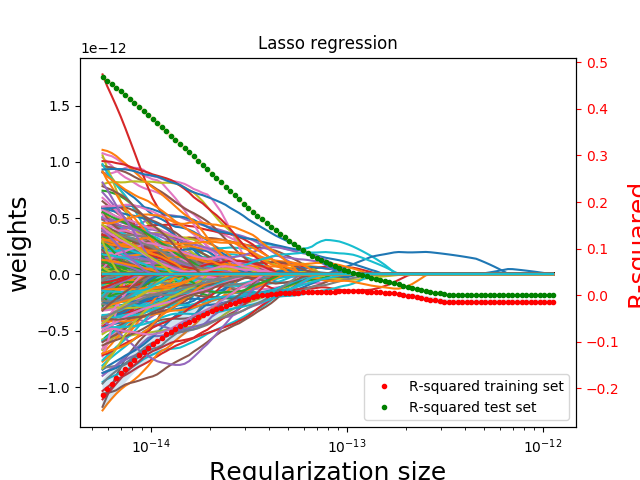 Lasso regression
1e−12
1.5
1.0
0.5
0.0
−0.5
−1.0
weights
0.5
0.4
0.3
0.2
0.1
0.0
−0.1
−0.2
R-squared
R-squared training set
R-squared test set
10⁻¹⁴
10⁻¹³
10⁻¹²
Regularization size